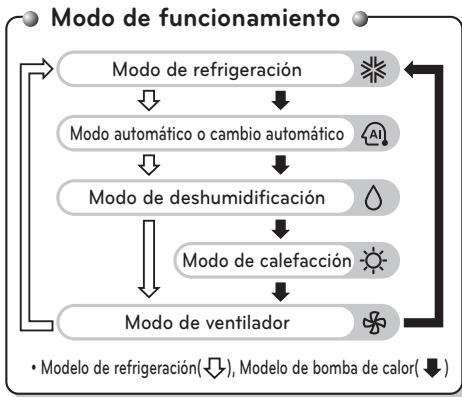 Modo de funcionamiento
Modo de refrigeración
Modo automático o cambio automático
AI
Modo de deshumidificación
Modo de calefacción
Modo de ventilador
• Modelo de refrigeración(⇩), Modelo de bomba de calor(⬇)